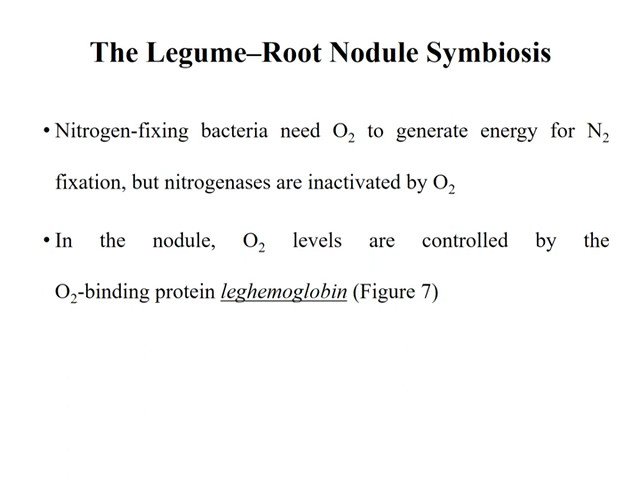 The Legume–Root Nodule Symbiosis
• Nitrogen-fixing bacteria need O₂ to generate energy for N₂
fixation, but nitrogenases are inactivated by O₂
• In the nodule, O₂ levels are controlled by the
O₂-binding protein leghemoglobin (Figure 7)